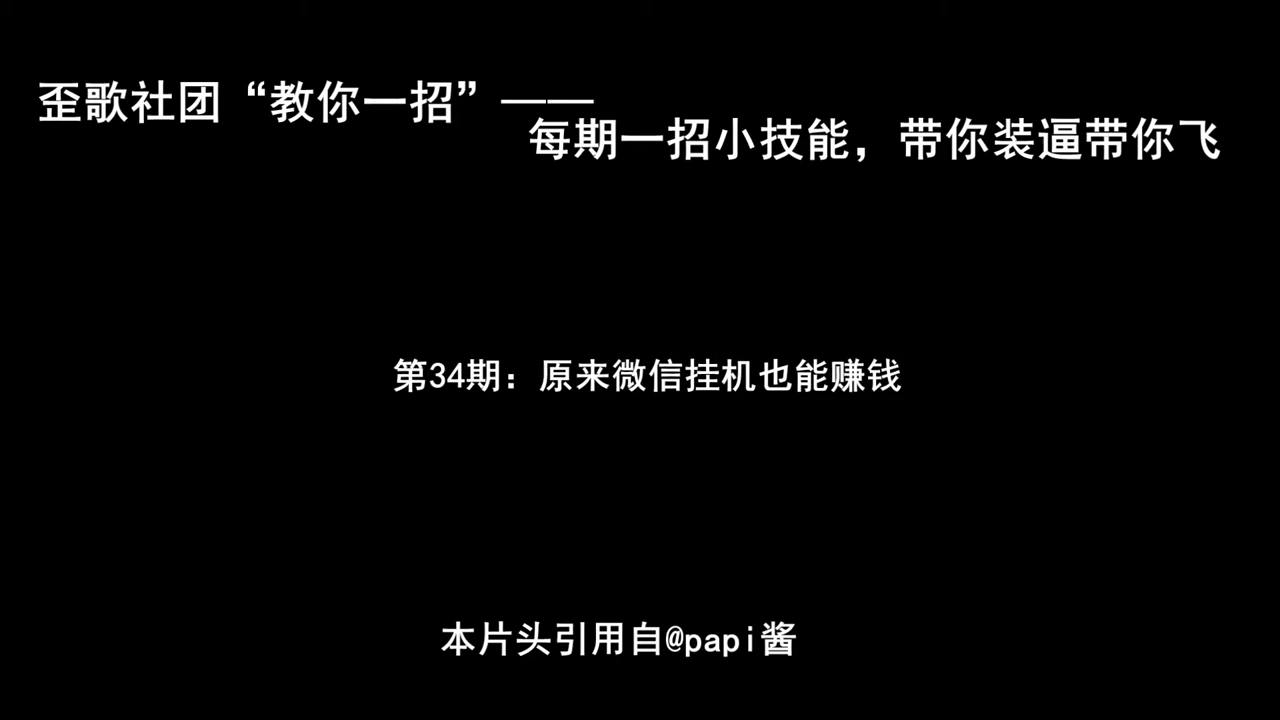 歪歌社团“教你一招”——
每期一招小技能，带你装逼带你飞
第34期：原来微信挂机也能赚钱
本片头引用自@papi酱